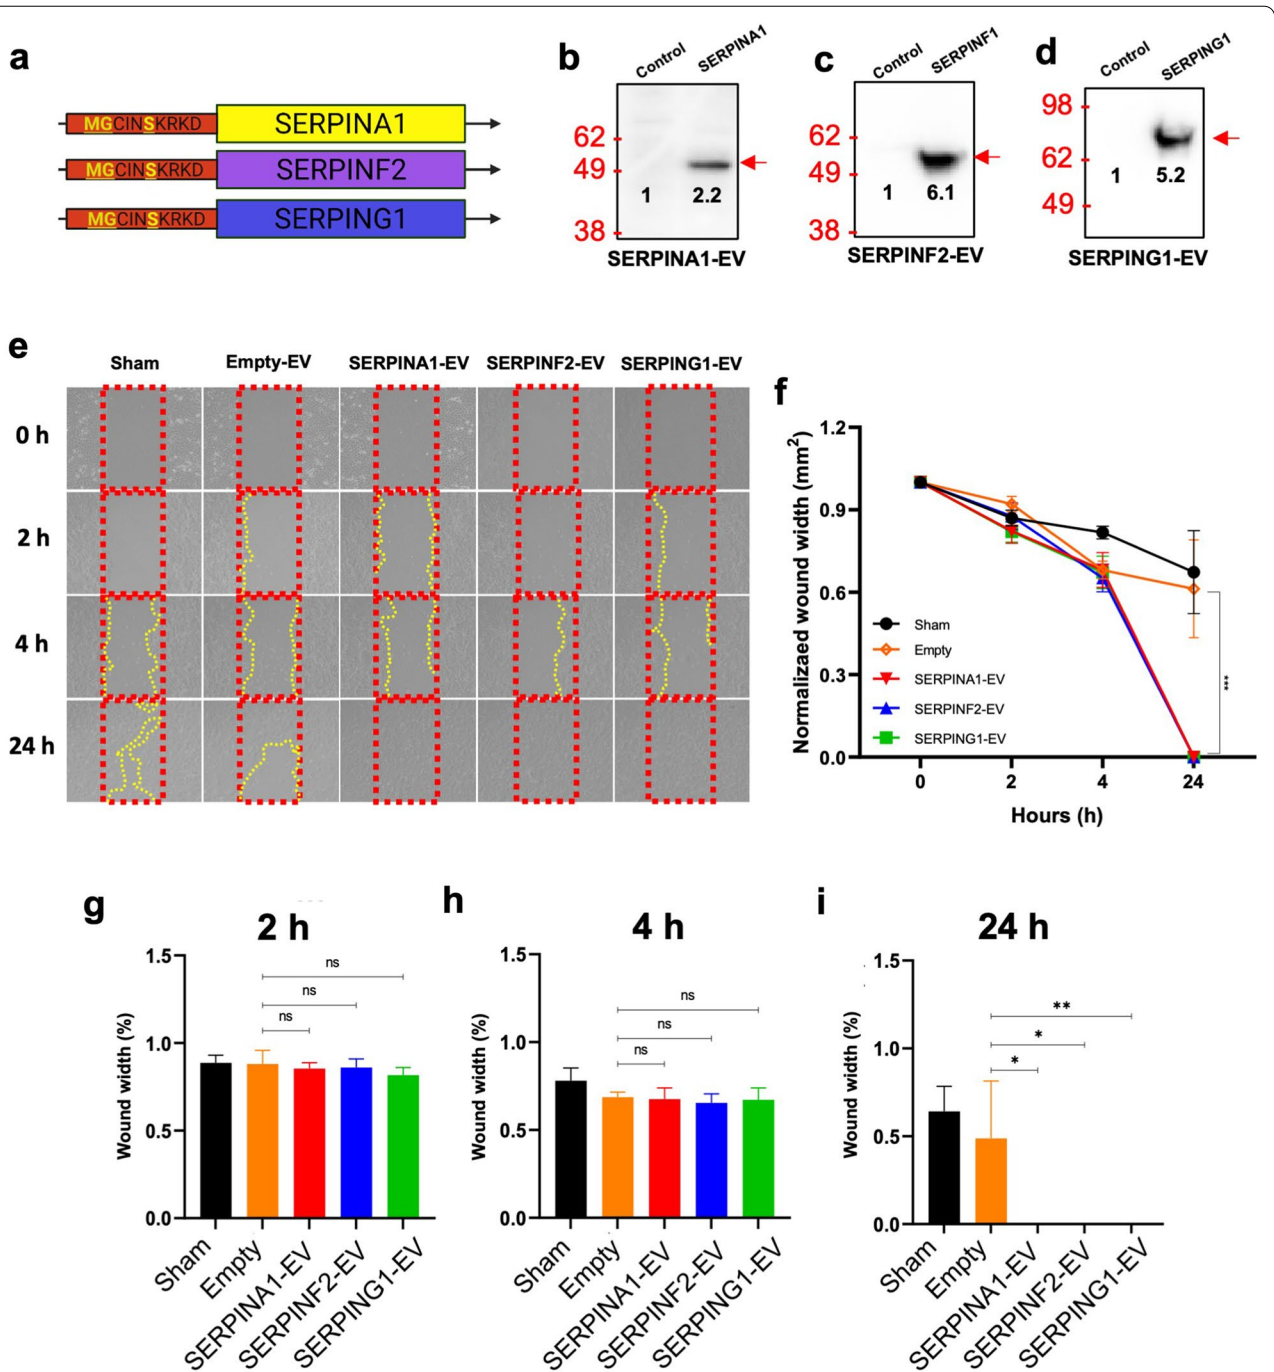 a
MGCINSKRKD SERPINA1
MGCINSKRKD SERPINF2
MGCINSKRKD SERPING1
b
Control SERPINA1
62
49
38
1 2.2
SERPINA1-EV
c
Control SERPINF1
62
49
38
1 6.1
SERPINF2-EV
d
Control SERPING1
98
62
49
1 5.2
SERPING1-EV
e
Sham Empty-EV SERPINA1-EV SERPINF2-EV SERPING1-EV
0 h
2 h
4 h
24 h
f
Normalizaed wound width (mm2)
1.2
0.9
0.6
0.3
0.0
Sham
Empty
SERPINA1-EV
SERPINF2-EV
SERPING1-EV
***
0 2 4 24
Hours (h)
g
2 h
Wound width (%)
1.5
1.0
0.5
0.0
ns
ns
ns
Sham
Empty
SERPINA1-EV
SERPINF2-EV
SERPING1-EV
h
4 h
Wound width (%)
1.5
1.0
0.5
0.0
ns
ns
ns
Sham
Empty
SERPINA1-EV
SERPINF2-EV
SERPING1-EV
i
24 h
Wound width (%)
1.5
1.0
0.5
0.0
**
*
*
Sham
Empty
SERPINA1-EV
SERPINF2-EV
SERPING1-EV